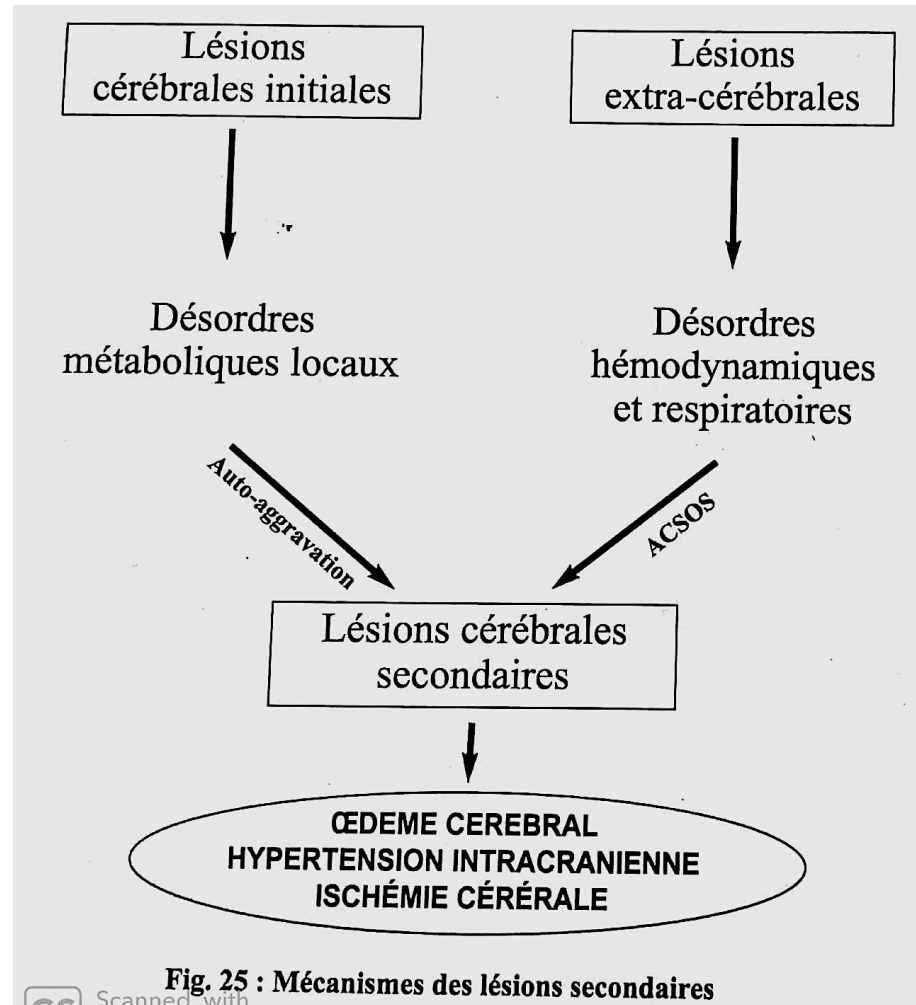 Lésions
cérébrales initiales
Lésions
extra-cérébrales
Désordres
métaboliques locaux
Désordres
hémodynamiques
et respiratoires
Auto-aggravation
ACSOS
Lésions cérébrales
secondaires
ŒDEME CEREBRAL
HYPERTENSION INTRACRANIENNE
ISCHÉMIE CÉRÉRALE
Fig. 25 : Mécanismes des lésions secondaires
CS Scanned with